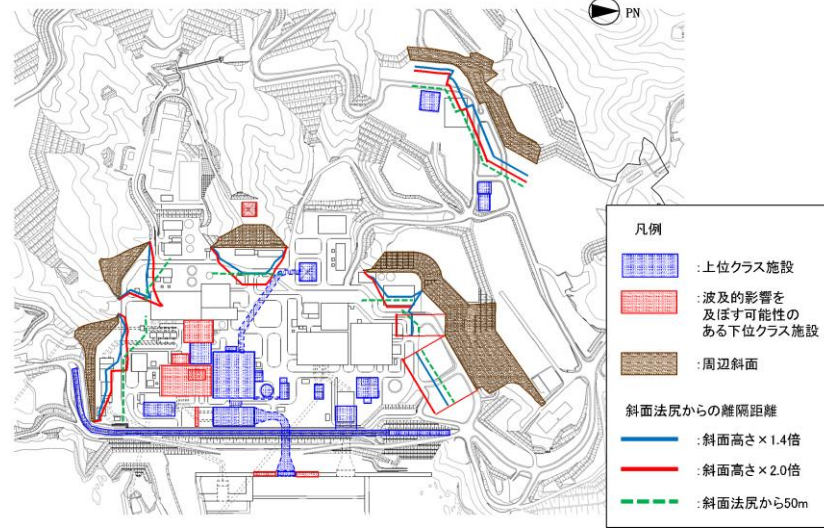 PN
凡例
:上位クラス施設
:波及的影響を
及ぼす可能性の
ある下位クラス施設
:周辺斜面
斜面法尻からの離隔距離
:斜面高さ×1.4倍
:斜面高さ×2.0倍
:斜面法尻から50m